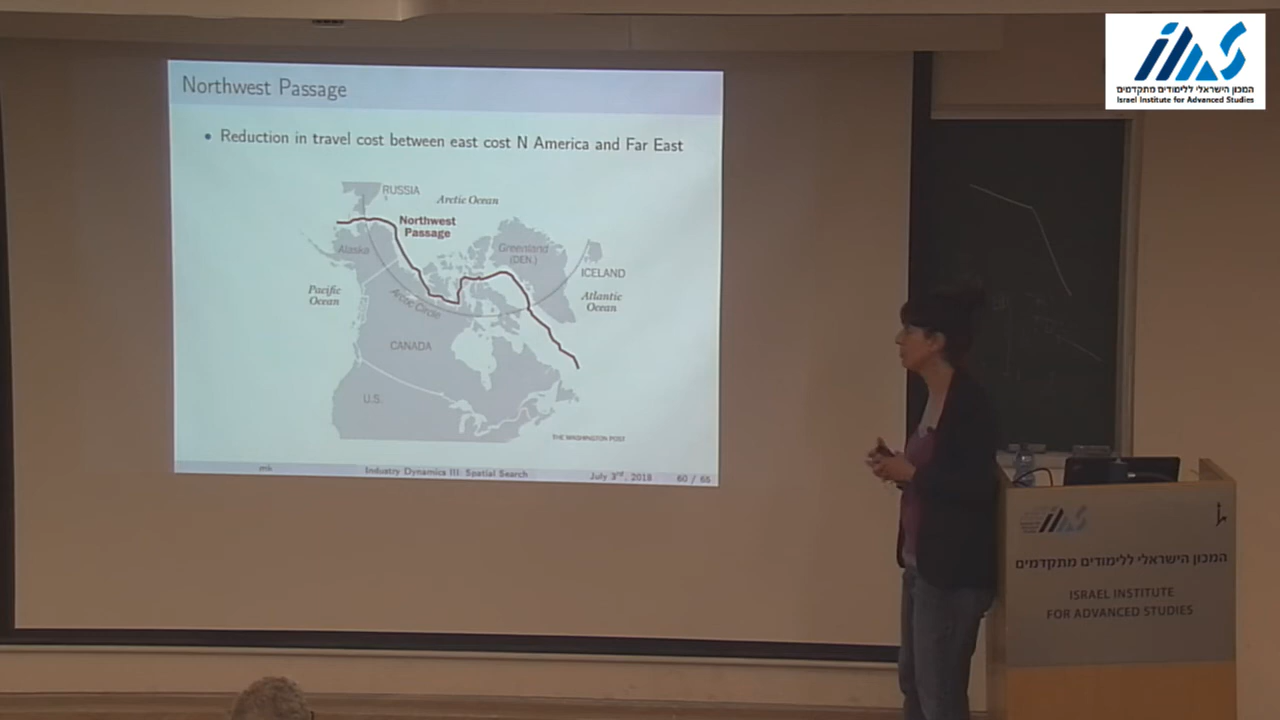 המכון הישראלי ללימודים מתקדמים
Israel Institute for Advanced Studies
Northwest Passage
• Reduction in travel cost between east cost N America and Far East
RUSSIA
Arctic Ocean
Northwest
Passage
Alaska
Greenland
(DEN.)
ICELAND
Pacific
Ocean
Arctic Circle
Atlantic
Ocean
CANADA
U.S.
THE WASHINGTON POST
mk
Industry Dynamics III Spatial Search
July 3rd, 2018
60 / 65
המכון הישראלי ללימודים מתקדמים
ISRAEL INSTITUTE
FOR ADVANCED STUDIES